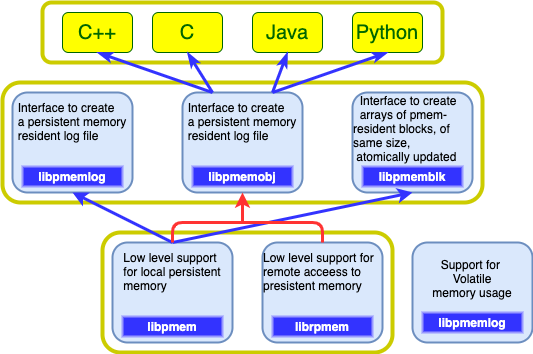 C++
C
Java
Python
Interface to create
a persistent memory
resident log file
libpmemlog
Interface to create
a persistent memory
resident log file
libpmemobj
Interface to create
arrays of pmem-
resident blocks, of
same size,
atomically updated
libpmemblk
Low level support
for local persistent
memory
libpmem
Low level support for
remote acceess to
presistent memory
librpmem
Support for
Volatile
memory usage
libpmemlog